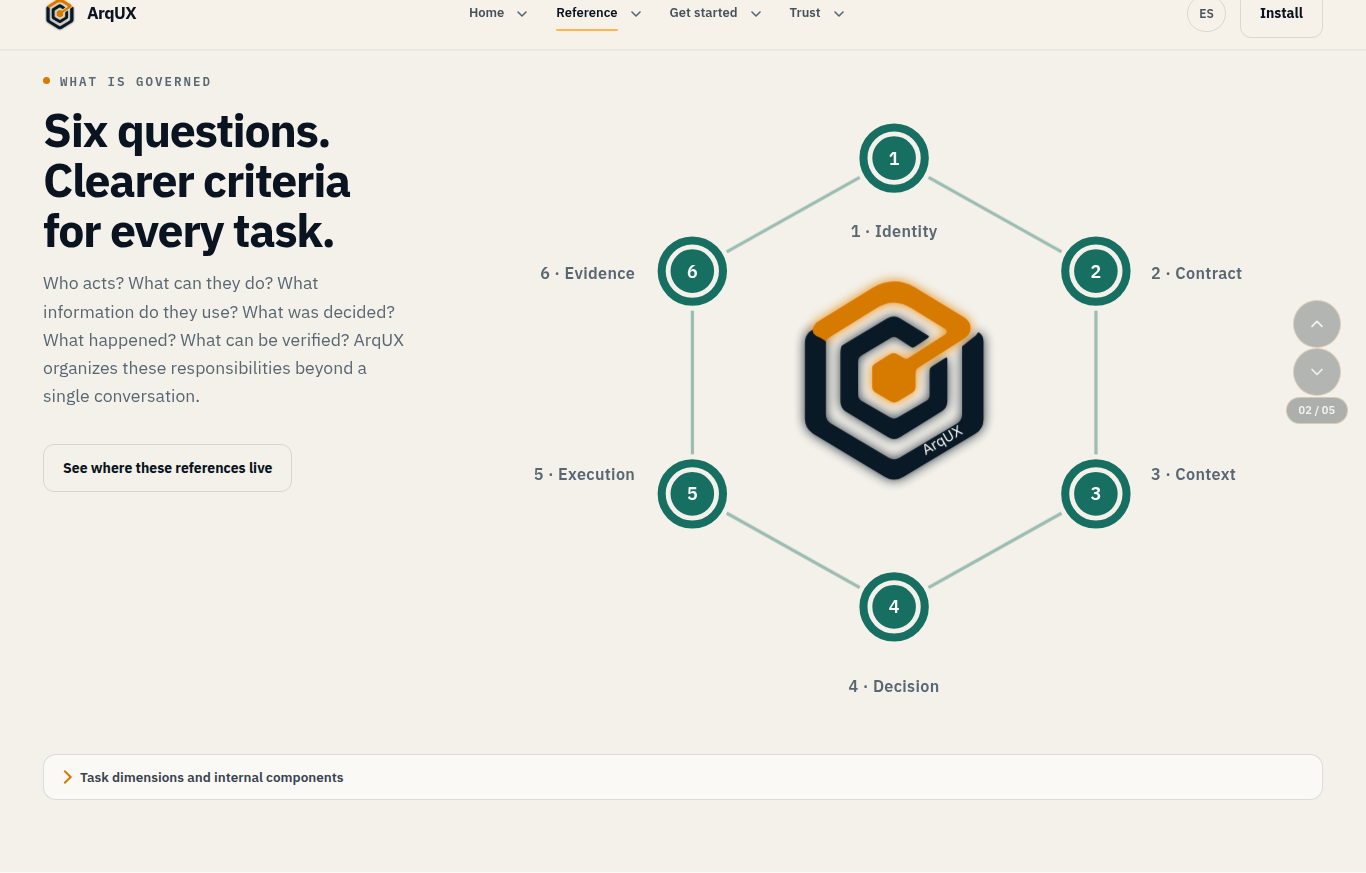 ArqUX
Home
Reference
Get started
Trust
ES
Install
WHAT IS GOVERNED
Six questions.
Clearer criteria
for every task.
Who acts? What can they do? What
information do they use? What was decided?
What happened? What can be verified? ArqUX
organizes these responsibilities beyond a
single conversation.
See where these references live
1
1 · Identity
6 · Evidence
6
2
2 · Contract
ArqUX
5 · Execution
5
3
3 · Context
4
4 · Decision
02 / 05
Task dimensions and internal components